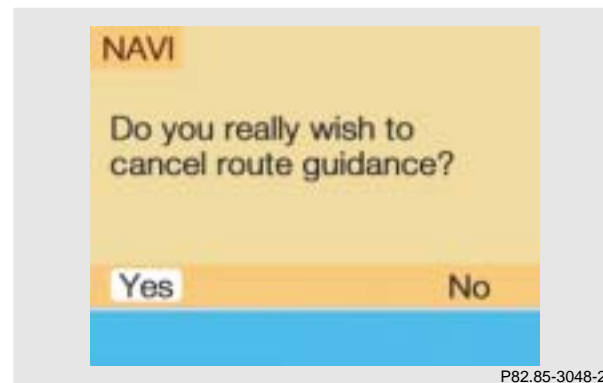 NAVI
Do you really wish to
cancel route guidance?
Yes No
P82.85-3048-2